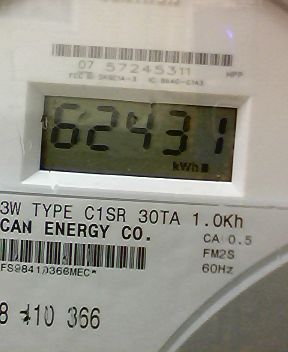 07 57245311
HPP
62431
kWh
3W TYPE C1SR 30TA 1.0Kh
CAN ENERGY CO.
CA 0.5
FM2S
60Hz
8 410 366